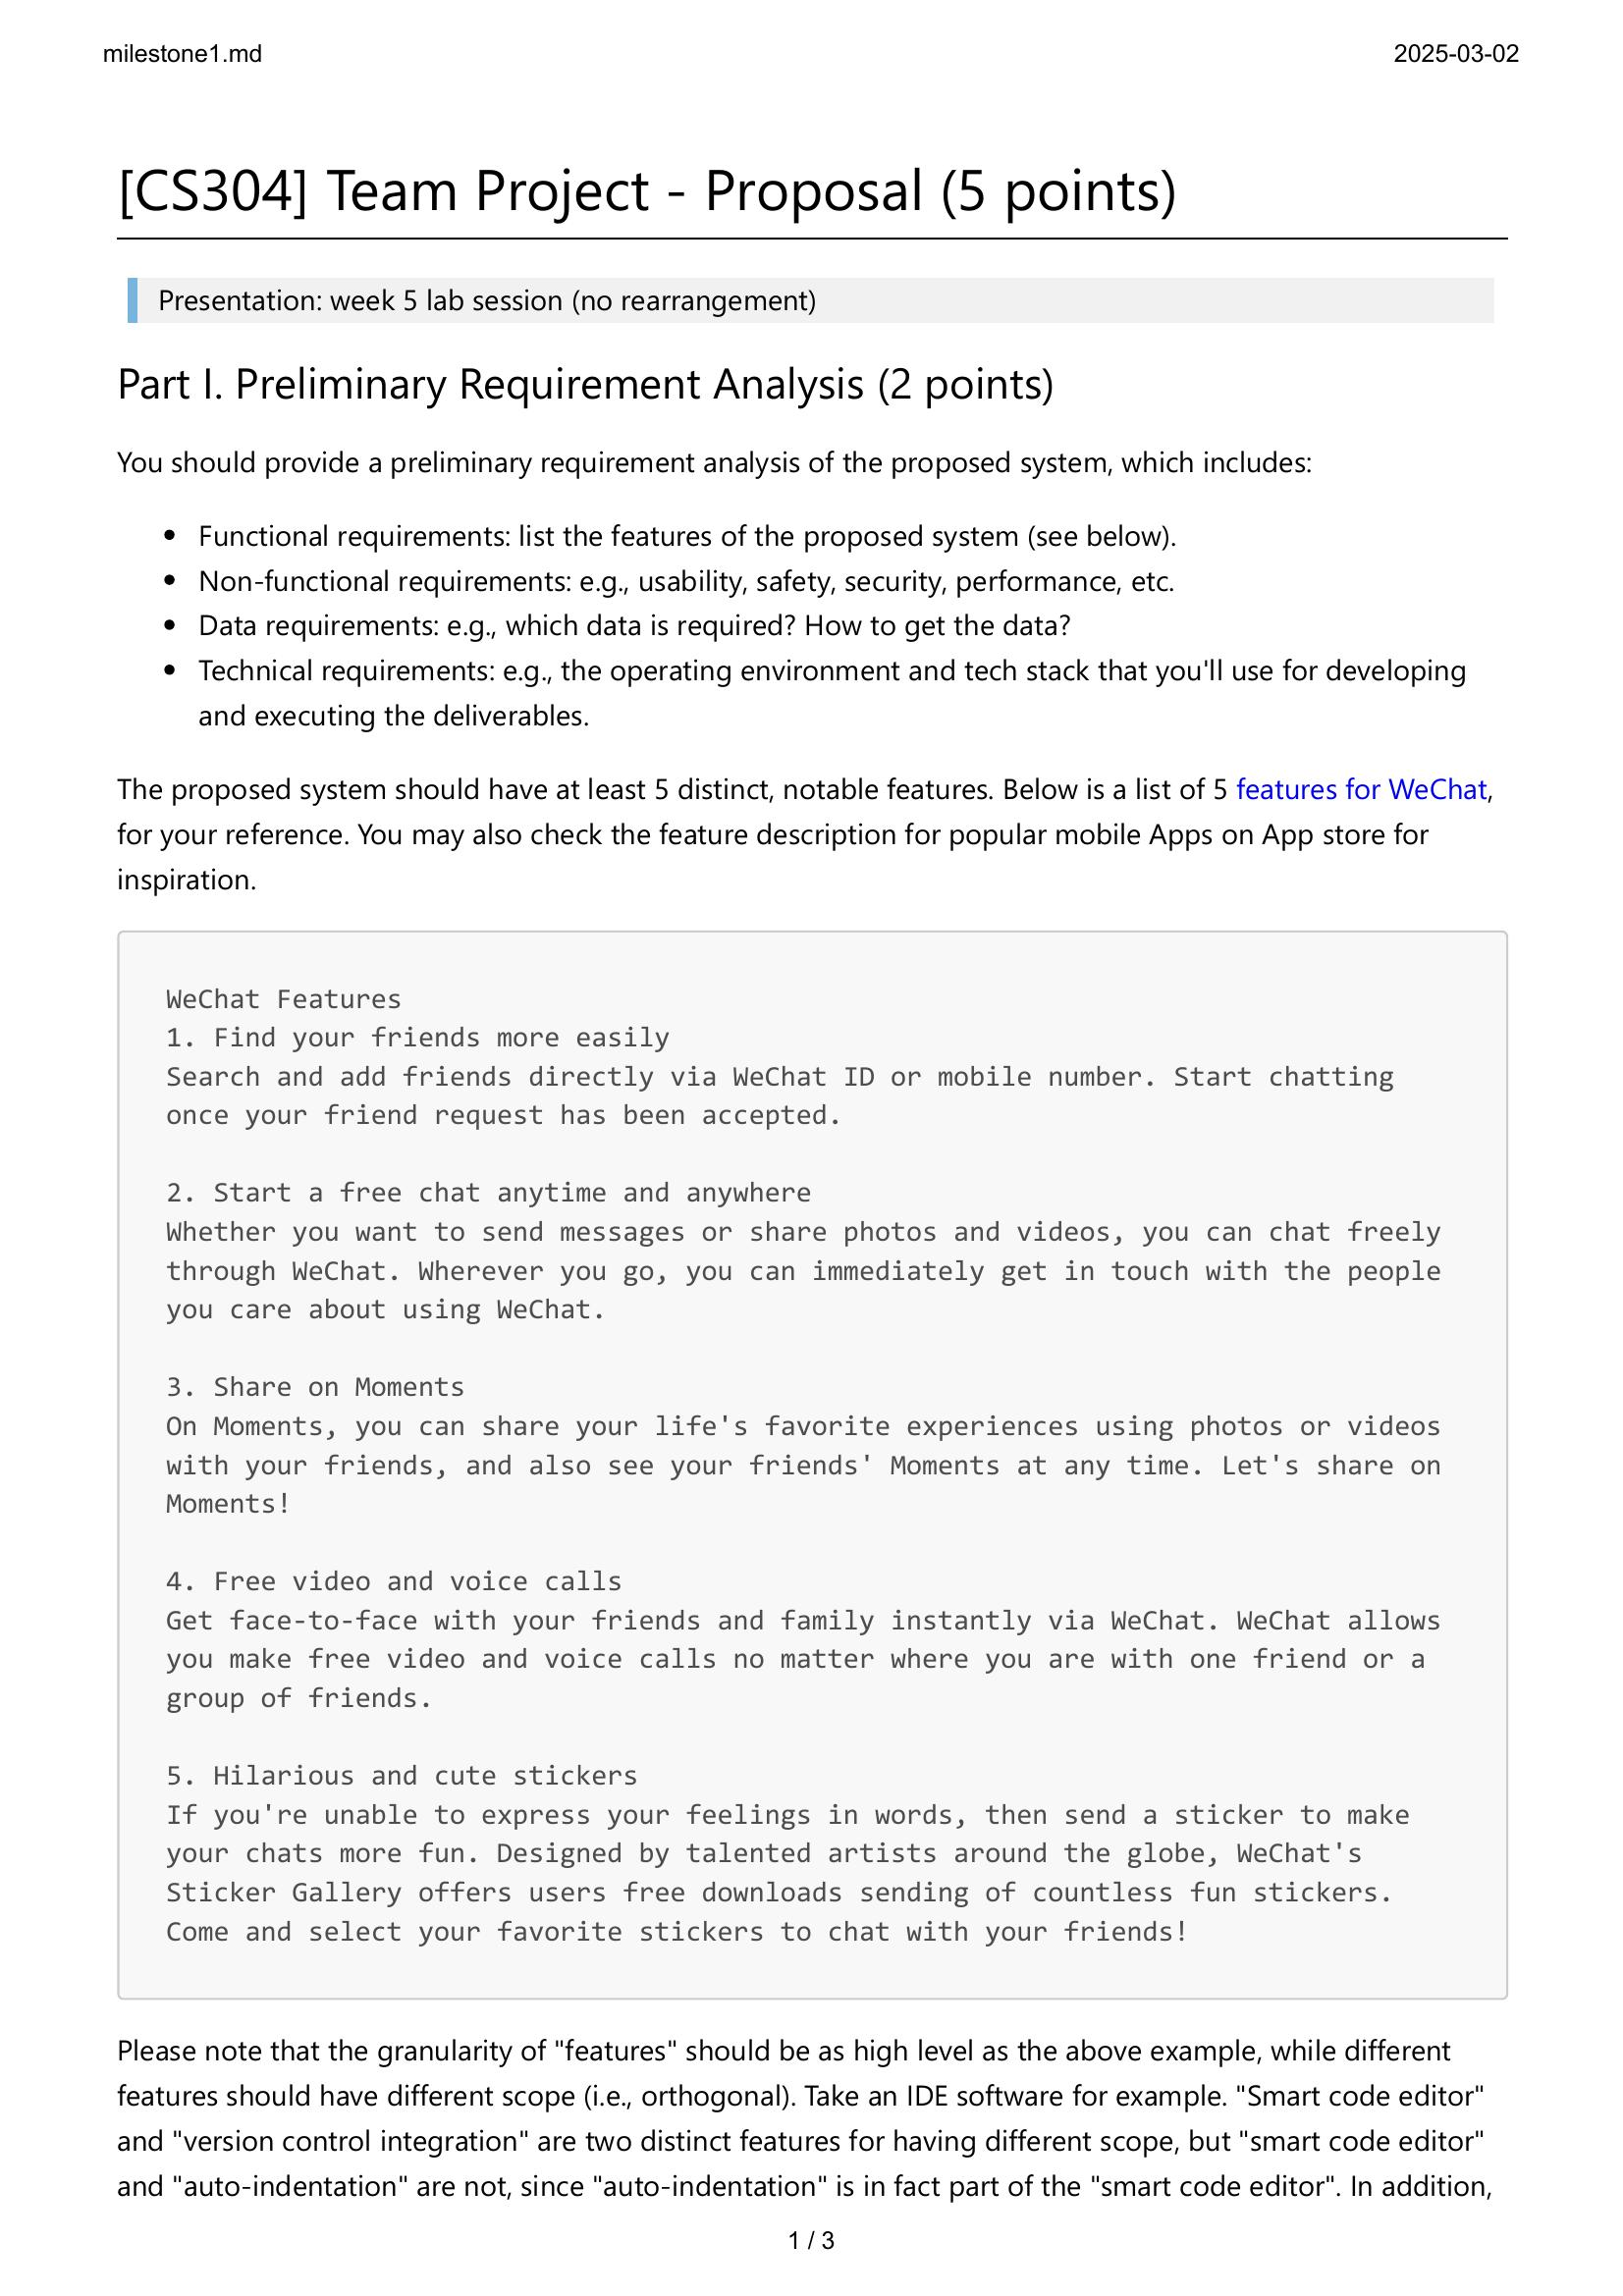 milestone1.md
2025-03-02
[CS304] Team Project - Proposal (5 points)
Presentation: week 5 lab session (no rearrangement)
Part I. Preliminary Requirement Analysis (2 points)
You should provide a preliminary requirement analysis of the proposed system, which includes:
• Functional requirements: list the features of the proposed system (see below).
• Non-functional requirements: e.g., usability, safety, security, performance, etc.
• Data requirements: e.g., which data is required? How to get the data?
• Technical requirements: e.g., the operating environment and tech stack that you'll use for developing
and executing the deliverables.
The proposed system should have at least 5 distinct, notable features. Below is a list of 5 features for WeChat,
for your reference. You may also check the feature description for popular mobile Apps on App store for
inspiration.
WeChat Features
1. Find your friends more easily
Search and add friends directly via WeChat ID or mobile number. Start chatting
once your friend request has been accepted.
2. Start a free chat anytime and anywhere
Whether you want to send messages or share photos and videos, you can chat freely
through WeChat. Wherever you go, you can immediately get in touch with the people
you care about using WeChat.
3. Share on Moments
On Moments, you can share your life's favorite experiences using photos or videos
with your friends, and also see your friends' Moments at any time. Let's share on
Moments!
4. Free video and voice calls
Get face-to-face with your friends and family instantly via WeChat. WeChat allows
you make free video and voice calls no matter where you are with one friend or a
group of friends.
5. Hilarious and cute stickers
If you're unable to express your feelings in words, then send a sticker to make
your chats more fun. Designed by talented artists around the globe, WeChat's
Sticker Gallery offers users free downloads sending of countless fun stickers.
Come and select your favorite stickers to chat with your friends!
Please note that the granularity of "features" should be as high level as the above example, while different
features should have different scope (i.e., orthogonal). Take an IDE software for example. "Smart code editor"
and "version control integration" are two distinct features for having different scope, but "smart code editor"
and "auto-indentation" are not, since "auto-indentation" is in fact part of the "smart code editor". In addition,
1 / 3